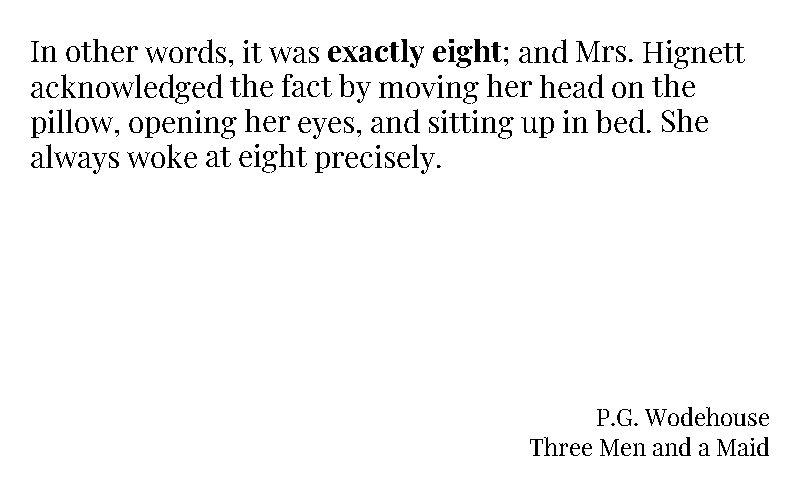 In other words, it was exactly eight; and Mrs. Hignett
acknowledged the fact by moving her head on the
pillow, opening her eyes, and sitting up in bed. She
always woke at eight precisely.
P.G. Wodehouse
Three Men and a Maid